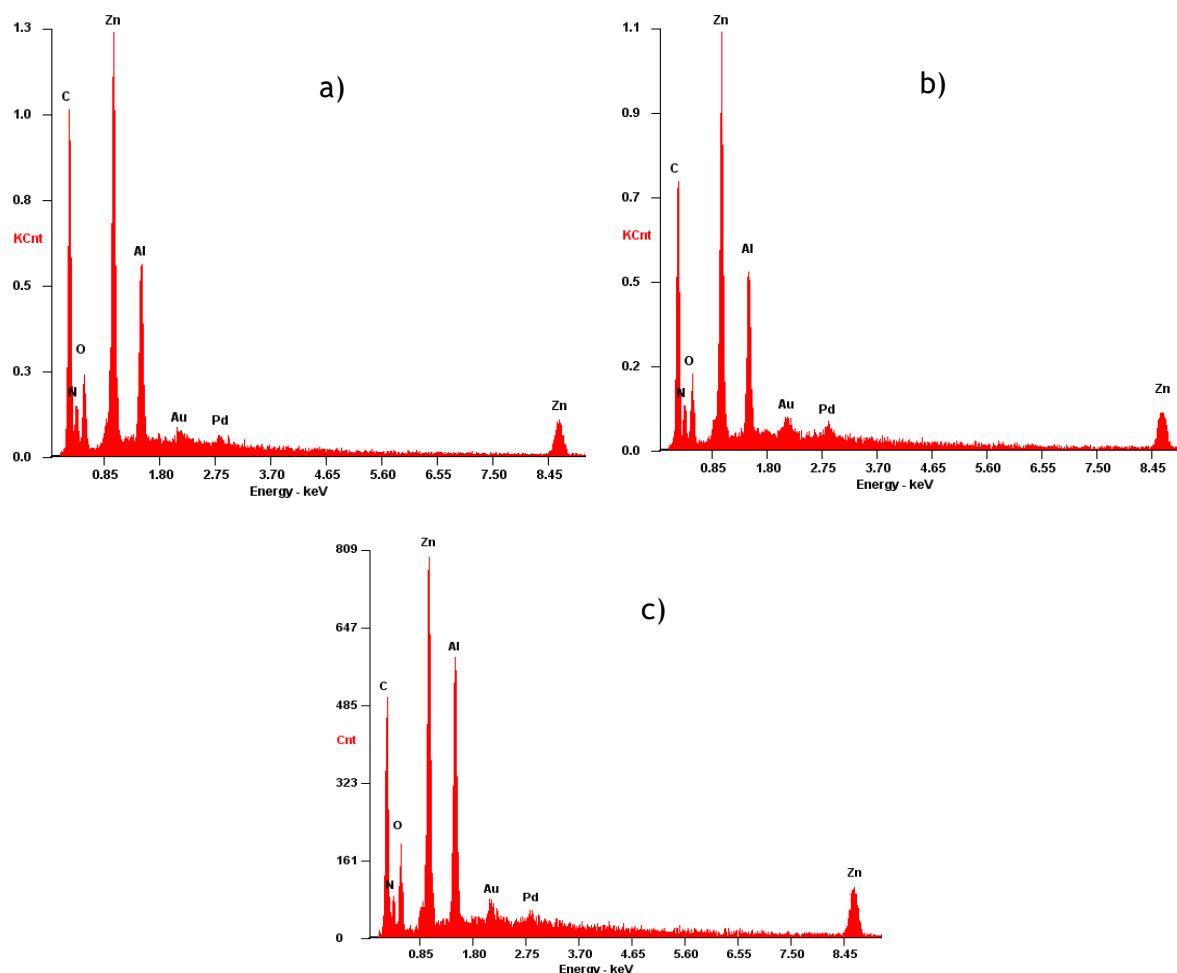 a)
1.3
1.0
0.8
KCnt
0.5
0.3
0.0
C
N
O
Zn
Al
Au
Pd
Zn
0.85 1.80 2.75 3.70 4.65 5.60 6.55 7.50 8.45
Energy - keV
b)
1.1
0.9
0.7
KCnt
0.5
0.2
0.0
C
N
O
Zn
Al
Au
Pd
Zn
0.85 1.80 2.75 3.70 4.65 5.60 6.55 7.50 8.45
Energy - keV
c)
809
647
485
Cnt
323
161
0
C
N
O
Zn
Al
Au
Pd
Zn
0.85 1.80 2.75 3.70 4.65 5.60 6.55 7.50 8.45
Energy - keV